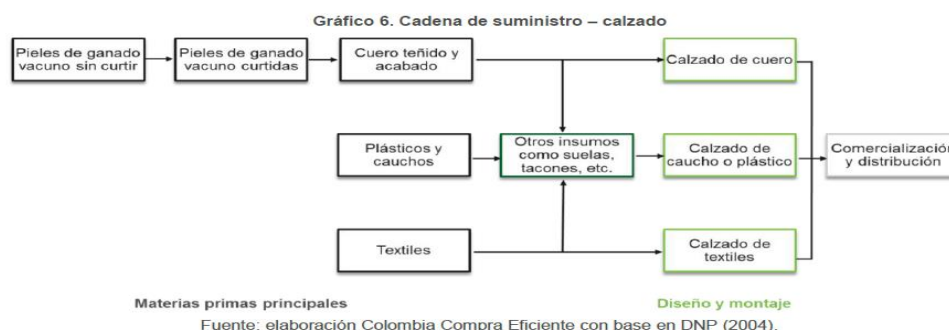 Gráfico 6. Cadena de suministro – calzado
Pieles de ganado
vacuno sin curtir
Pieles de ganado
vacuno curtidas
Cuero teñido y
acabado
Calzado de cuero
Plásticos y
cauchos
Otros insumos
como suelas,
tacones, etc.
Calzado de
caucho o plástico
Comercialización
y distribución
Textiles
Calzado de
textiles
Materias primas principales
Diseño y montaje
Fuente: elaboración Colombia Compra Eficiente con base en DNP (2004).